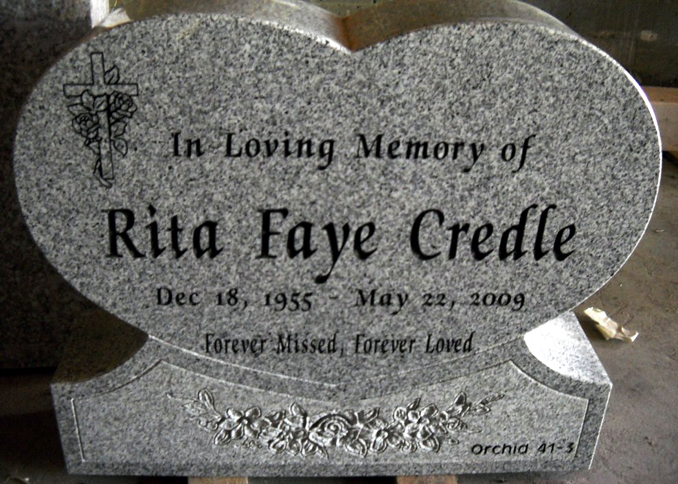 In Loving Memory of
Rita Faye Credle
Dec 18, 1955 - May 22, 2009
Forever Missed, Forever Loved
Orchid 41-3